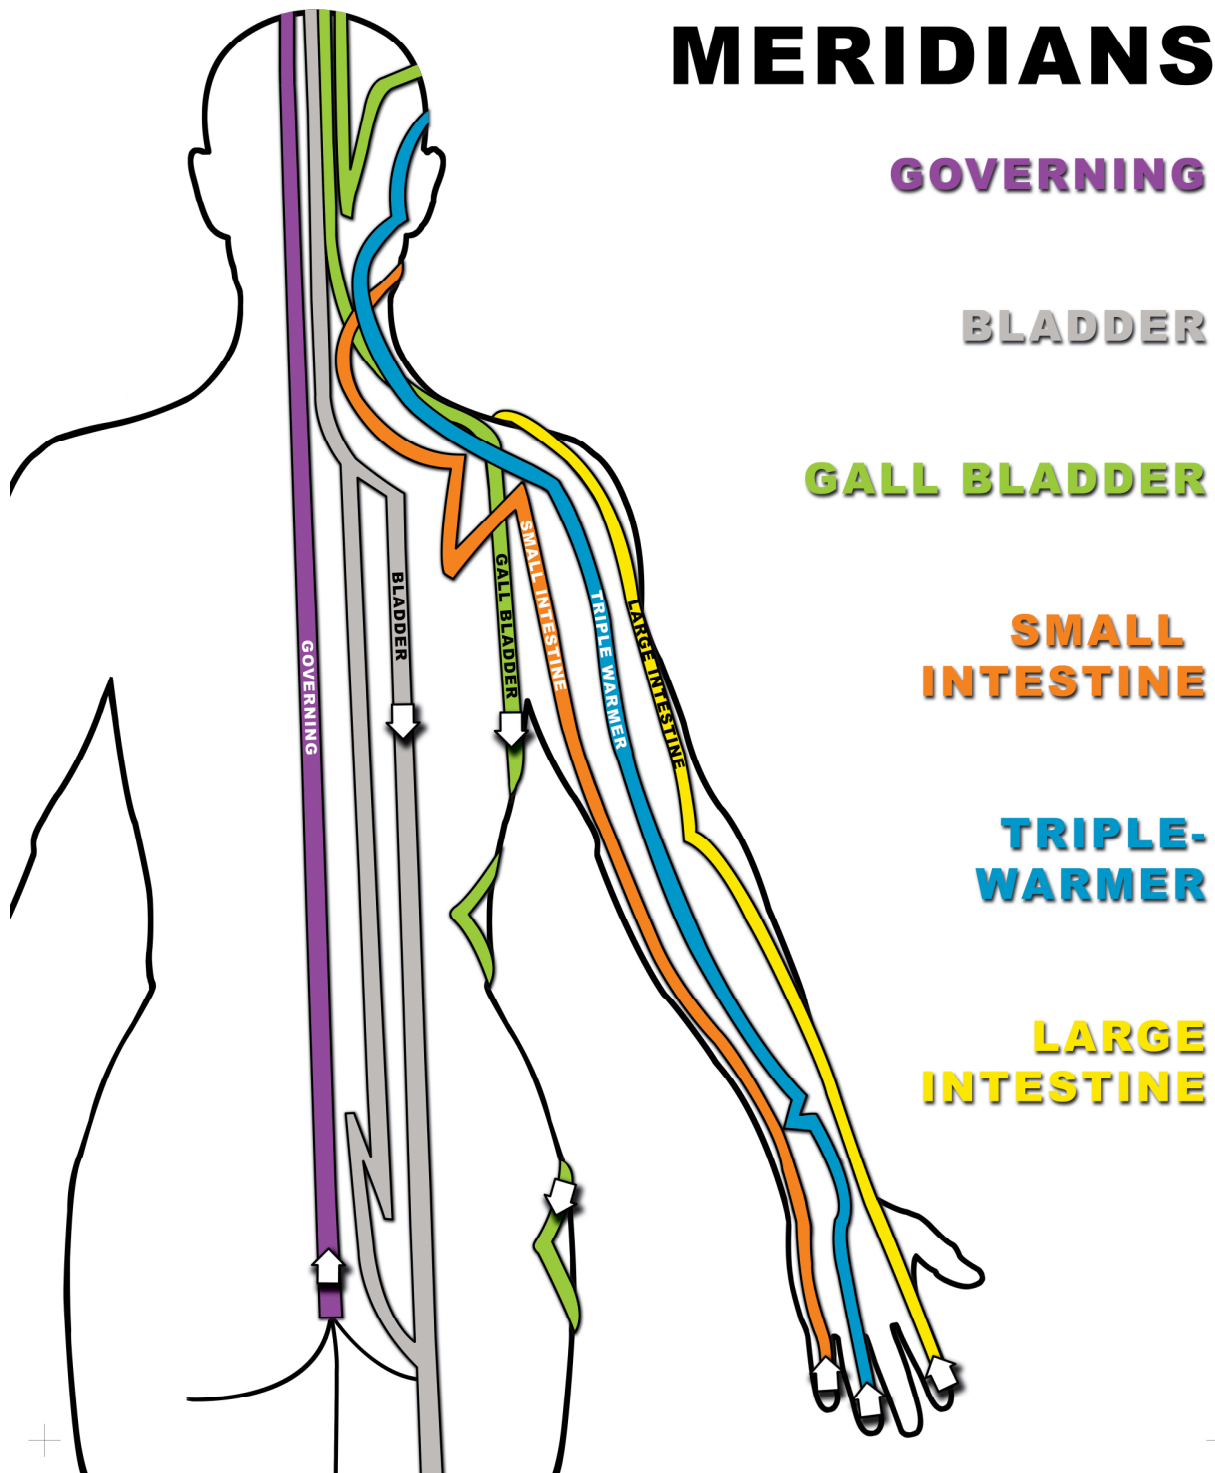 MERIDIANS
GOVERNING
BLADDER
GALL BLADDER
SMALL
INTESTINE
TRIPLE-
WARMER
LARGE
INTESTINE
GOVERNING
BLADDER
GALL BLADDER
SMALL INTESTINE
TRIPLE WARMER
LARGE INTESTINE